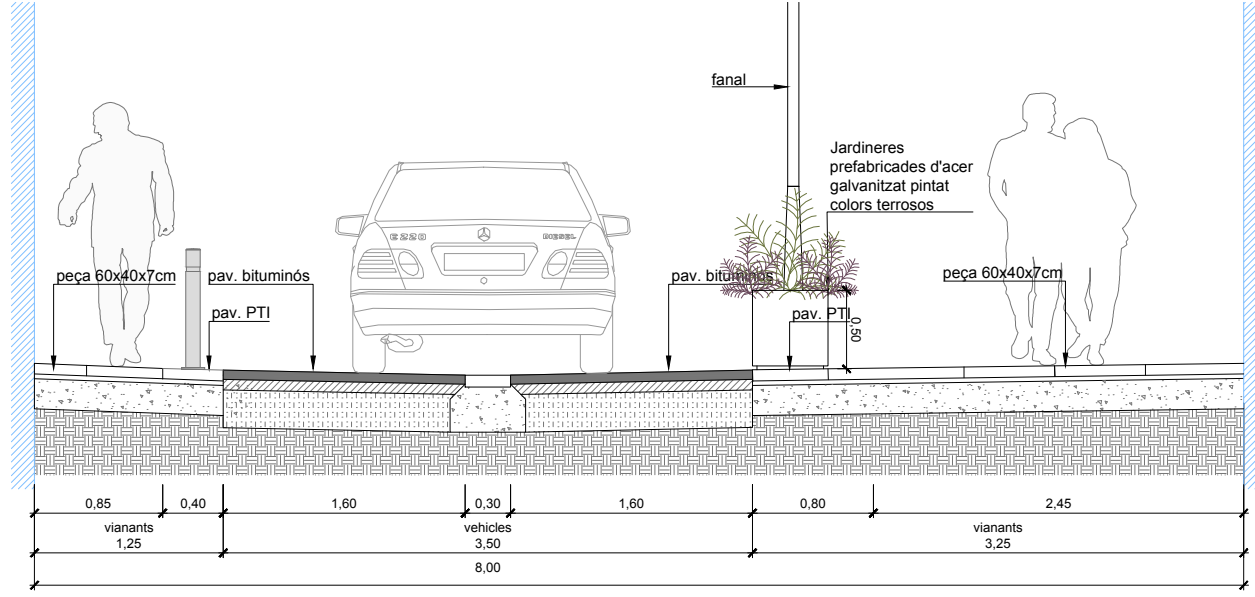 fanal
Jardineres
prefabricades d'acer
galvanitzat pintat
colors terrosos
E220
DIESEL
peça 60x40x7cm
pav. bituminós
pav. bituminós
peça 60x40x7cm
pav. PTI
pav. PTI
0,50
0,85
0,40
1,60
0,30
1,60
0,80
2,45
vianants
vehicles
vianants
1,25
3,50
3,25
8,00